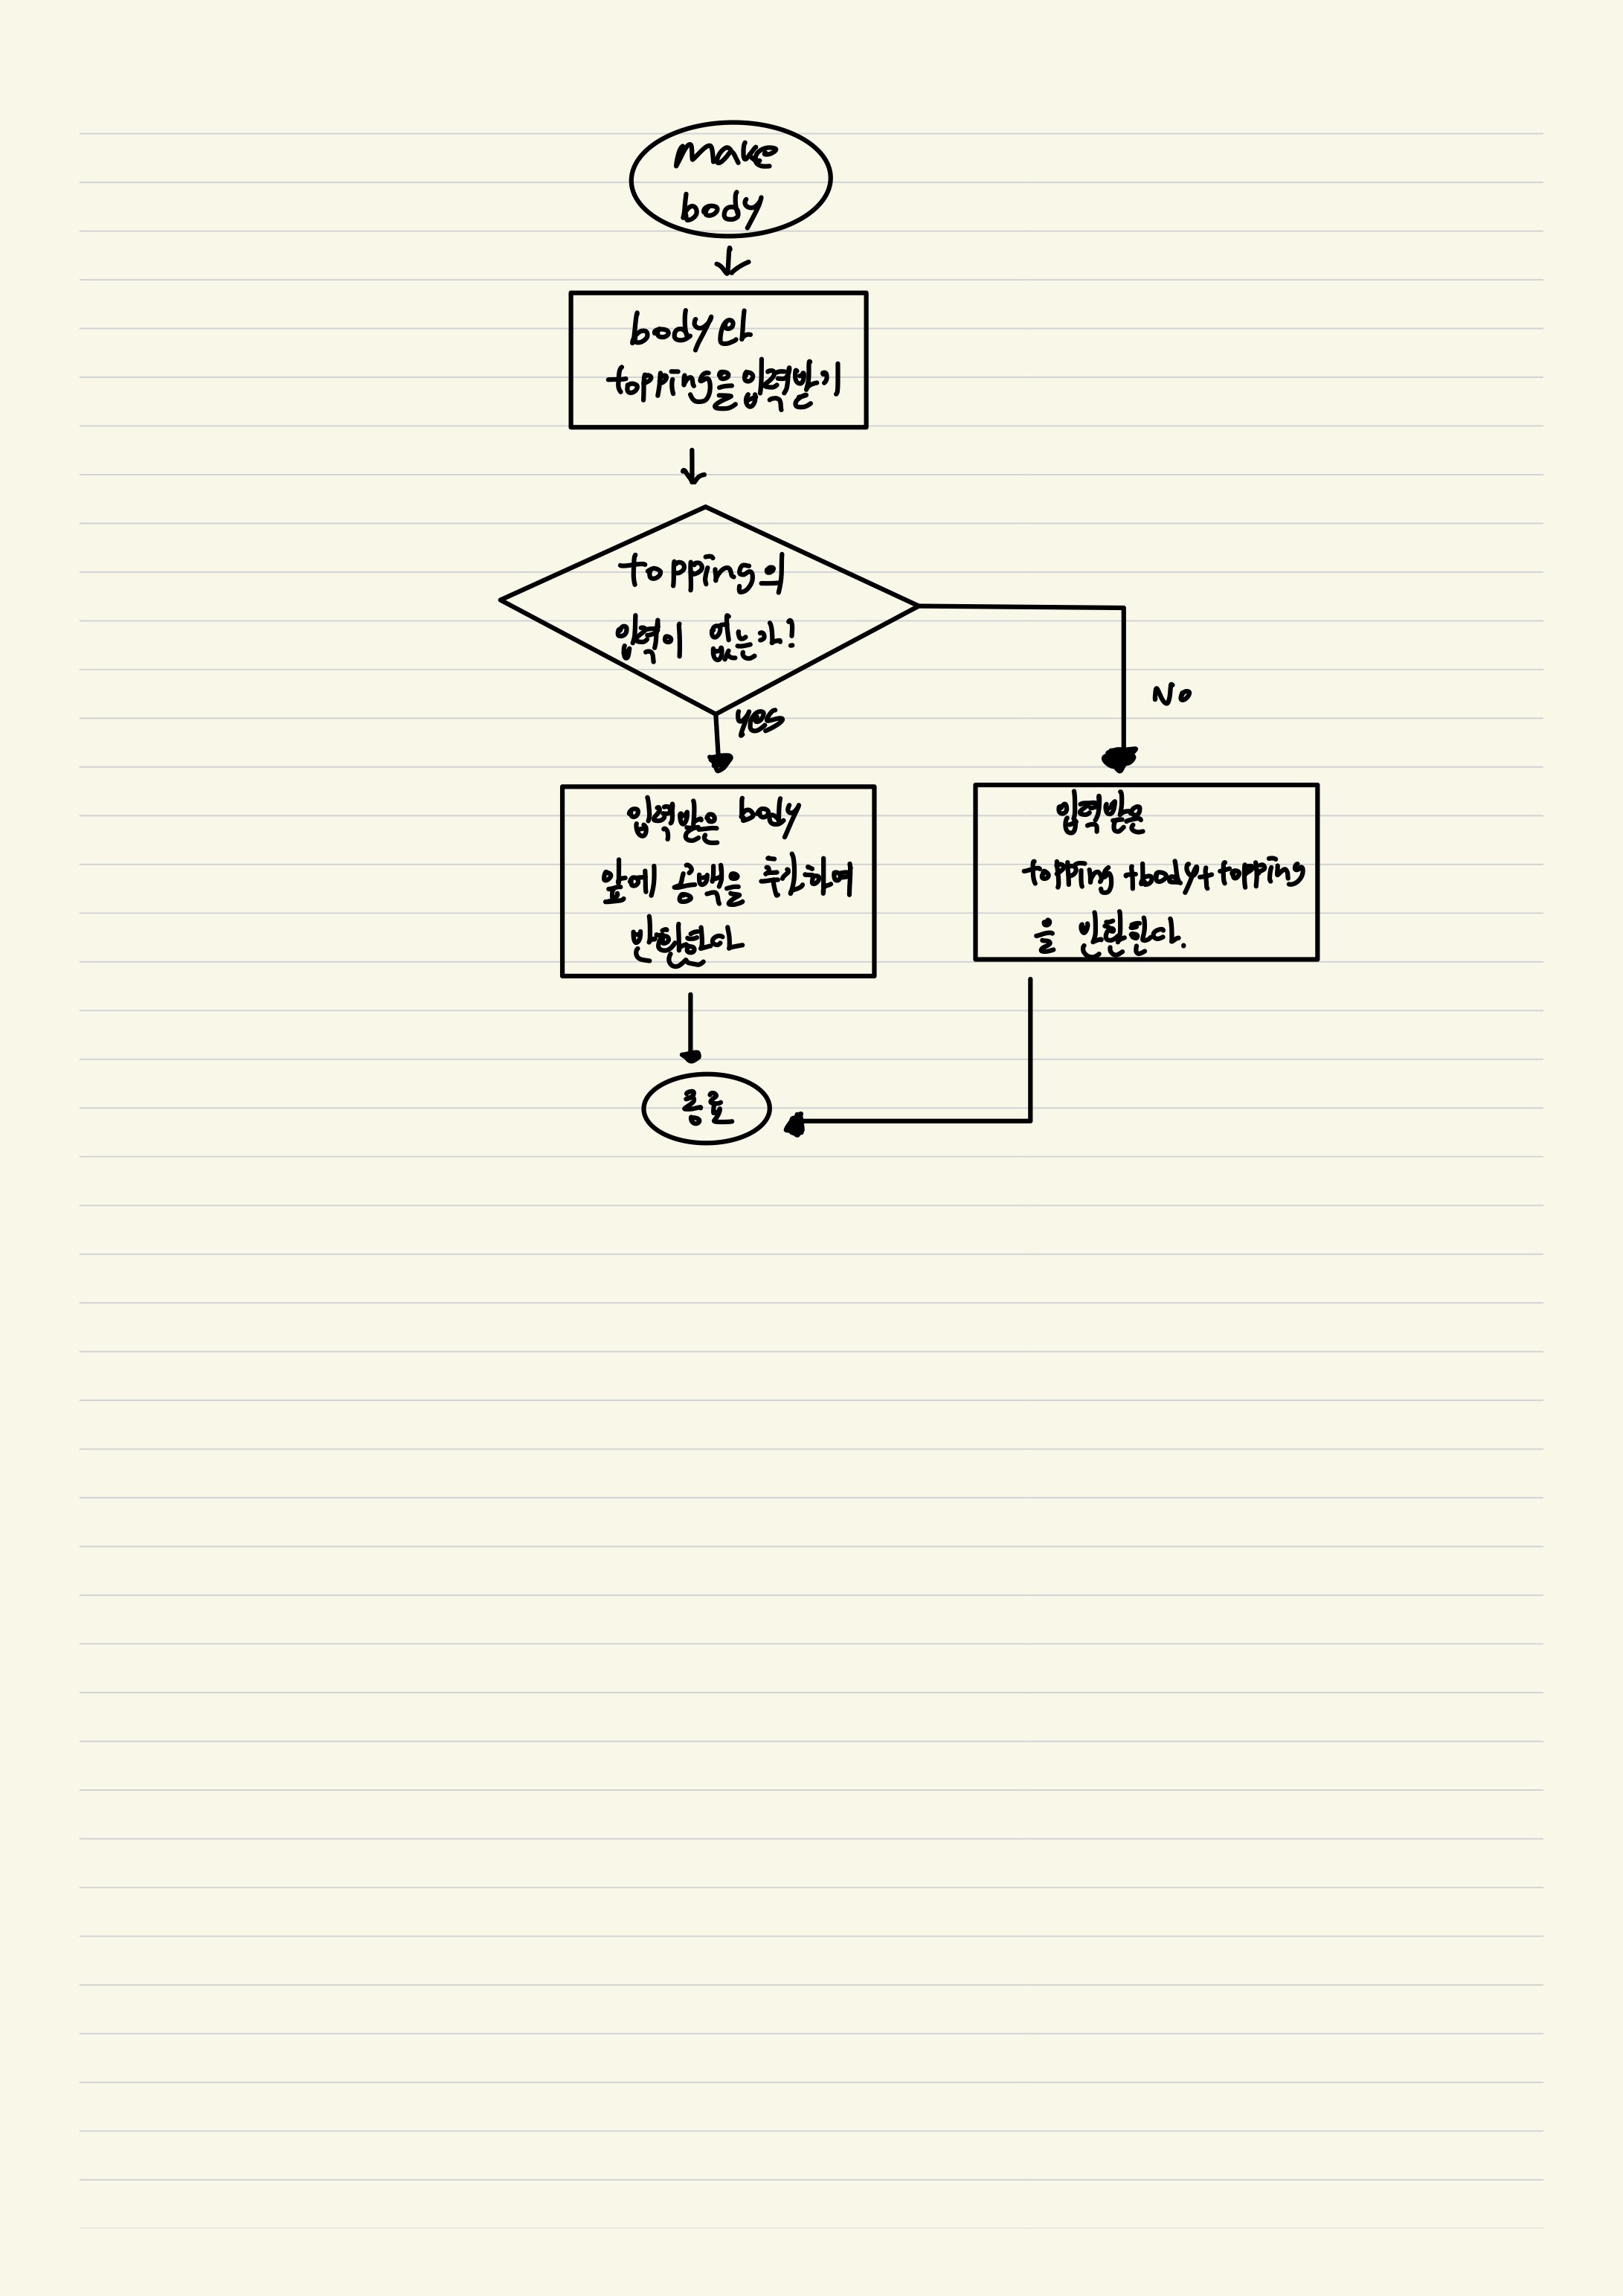 make
body
body와
topping을 입력받기
topping의
입력이 없는가?
yes
No
입력받은 body
앞에 공백을 추가하여
반환한다
입력받은
topping+body+topping
을 반환한다.
종료